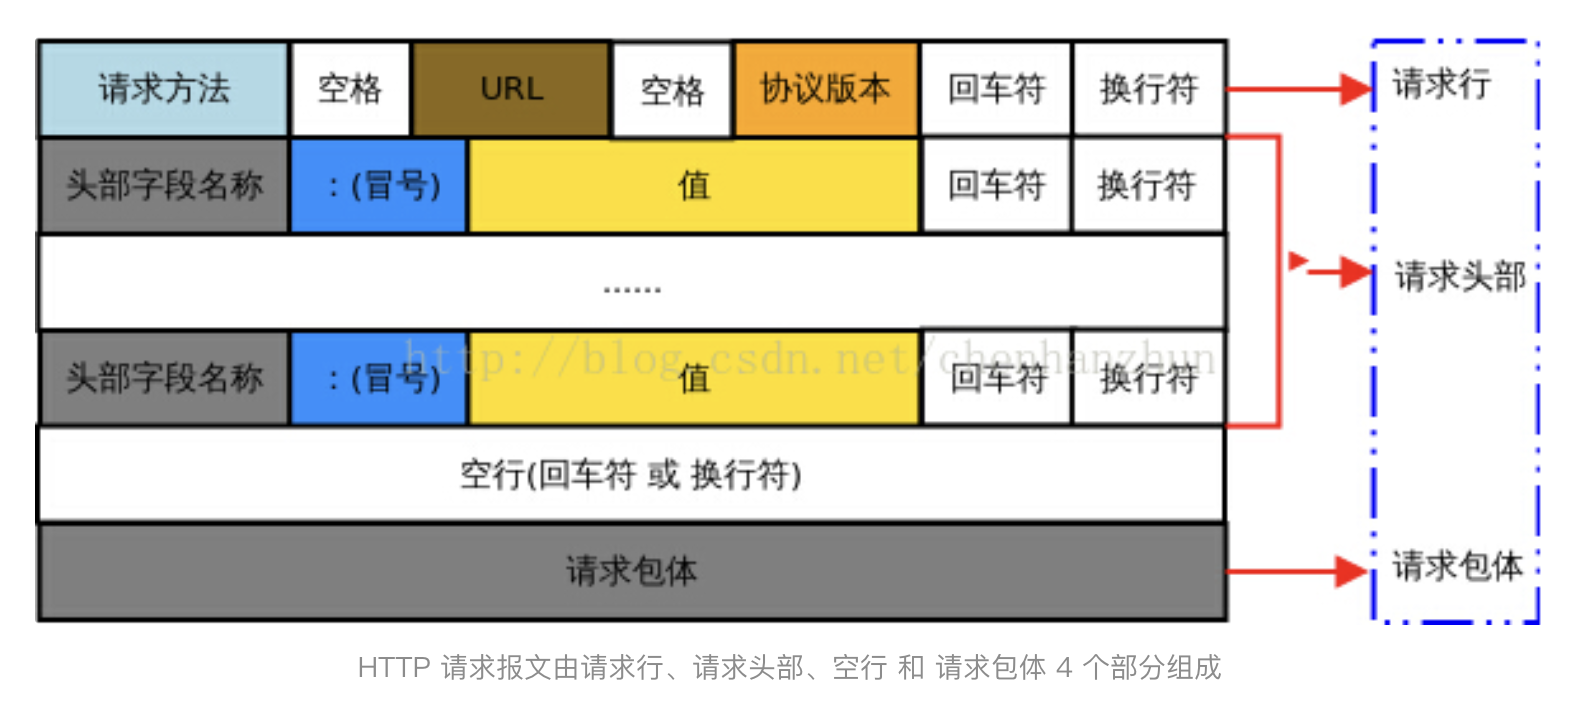 请求方法 空格 URL 空格 协议版本 回车符 换行符 请求行
头部字段名称 ：(冒号) 值 回车符 换行符
...... 请求头部
http://blog.csdn.net/chenhanzhun
头部字段名称 ：(冒号) 值 回车符 换行符
空行(回车符 或 换行符)
请求包体 请求包体
HTTP 请求报文由请求行、请求头部、空行 和 请求包体 4 个部分组成